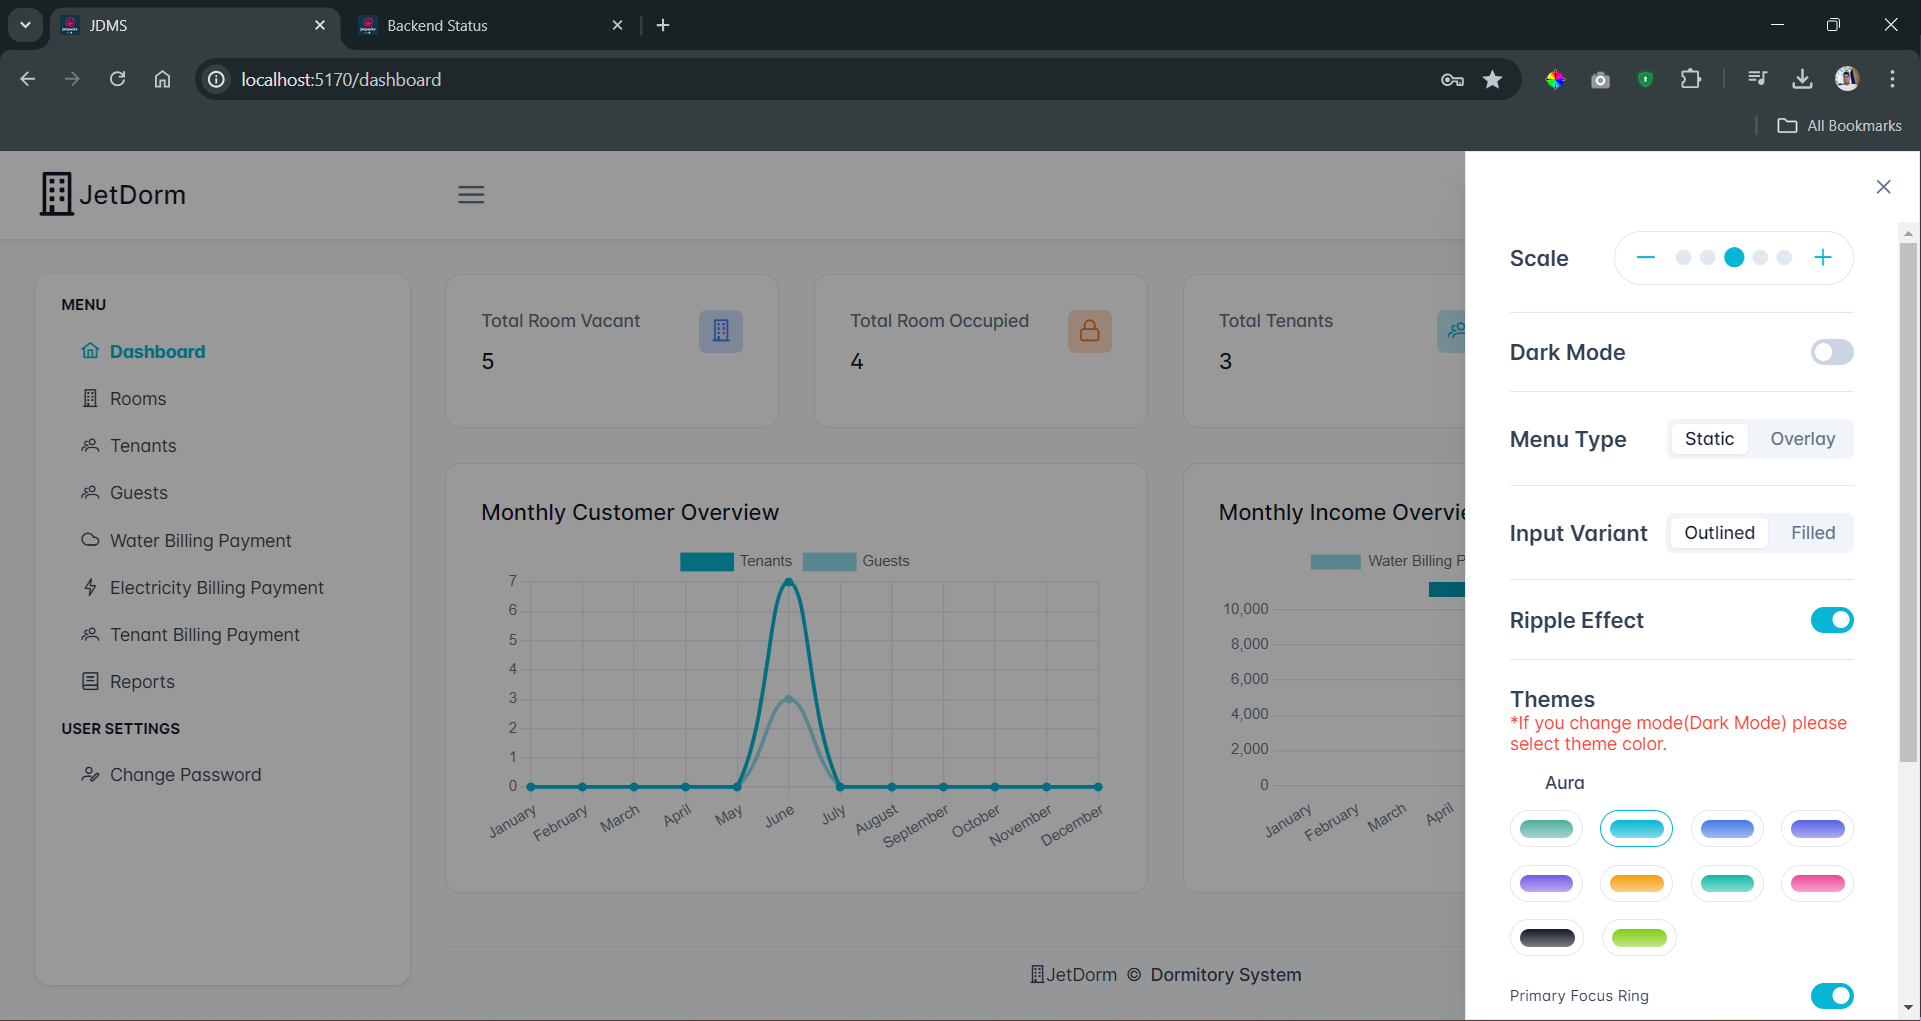 JDMS
Backend Status
localhost:5170/dashboard
All Bookmarks
JetDorm
MENU
Dashboard
Rooms
Tenants
Guests
Water Billing Payment
Electricity Billing Payment
Tenant Billing Payment
Reports
USER SETTINGS
Change Password
Total Room Vacant
5
Total Room Occupied
4
Total Tenants
3
Monthly Customer Overview
Tenants Guests
7
6
5
4
3
2
1
0
January February March April May June July August September October November December
Monthly Income Overvie
Water Billing P
10,000
8,000
6,000
4,000
2,000
0
January February March April
JetDorm © Dormitory System
Scale
Dark Mode
Menu Type Static Overlay
Input Variant Outlined Filled
Ripple Effect
Themes
*If you change mode(Dark Mode) please
select theme color.
Aura
Primary Focus Ring